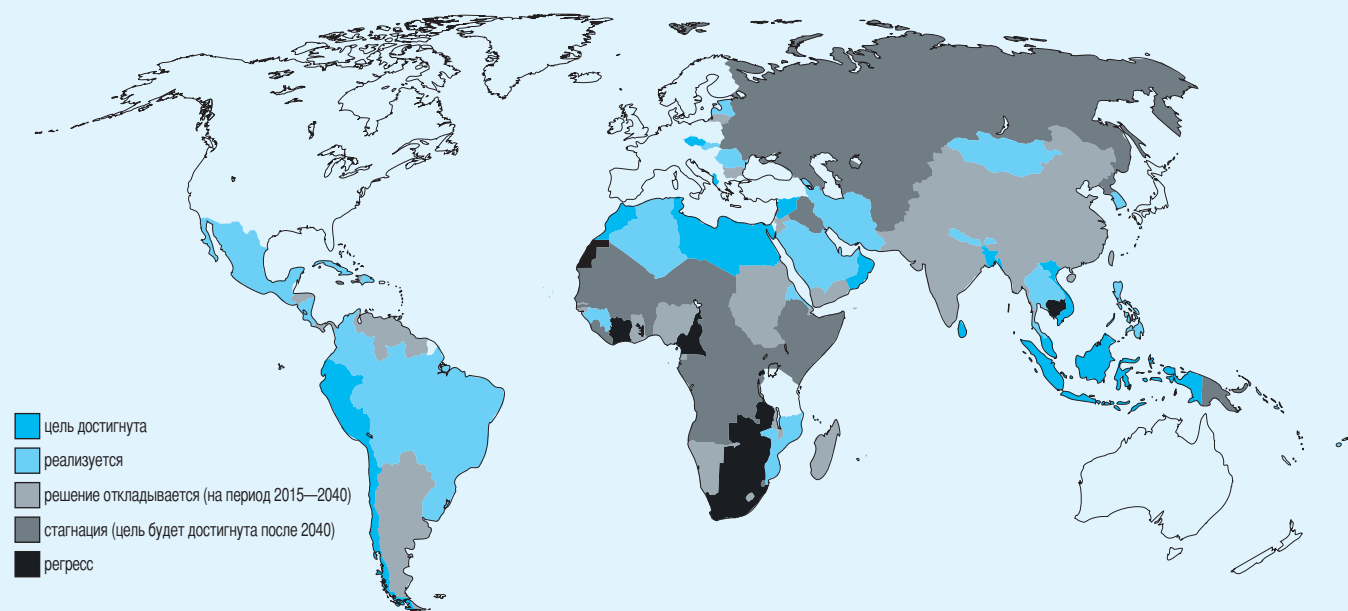 цель достигнута
реализуется
решение откладывается (на период 2015—2040)
стагнация (цель будет достигнута после 2040)
регресс